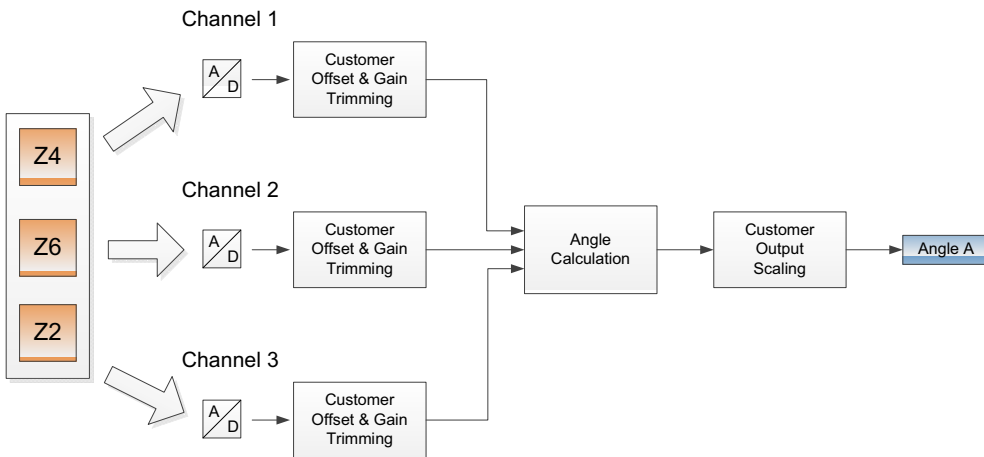 Channel 1
A
D
Customer
Offset & Gain
Trimming
Z4
Z6
Z2
Channel 2
A
D
Customer
Offset & Gain
Trimming
Angle
Calculation
Customer
Output
Scaling
Angle A
Channel 3
A
D
Customer
Offset & Gain
Trimming